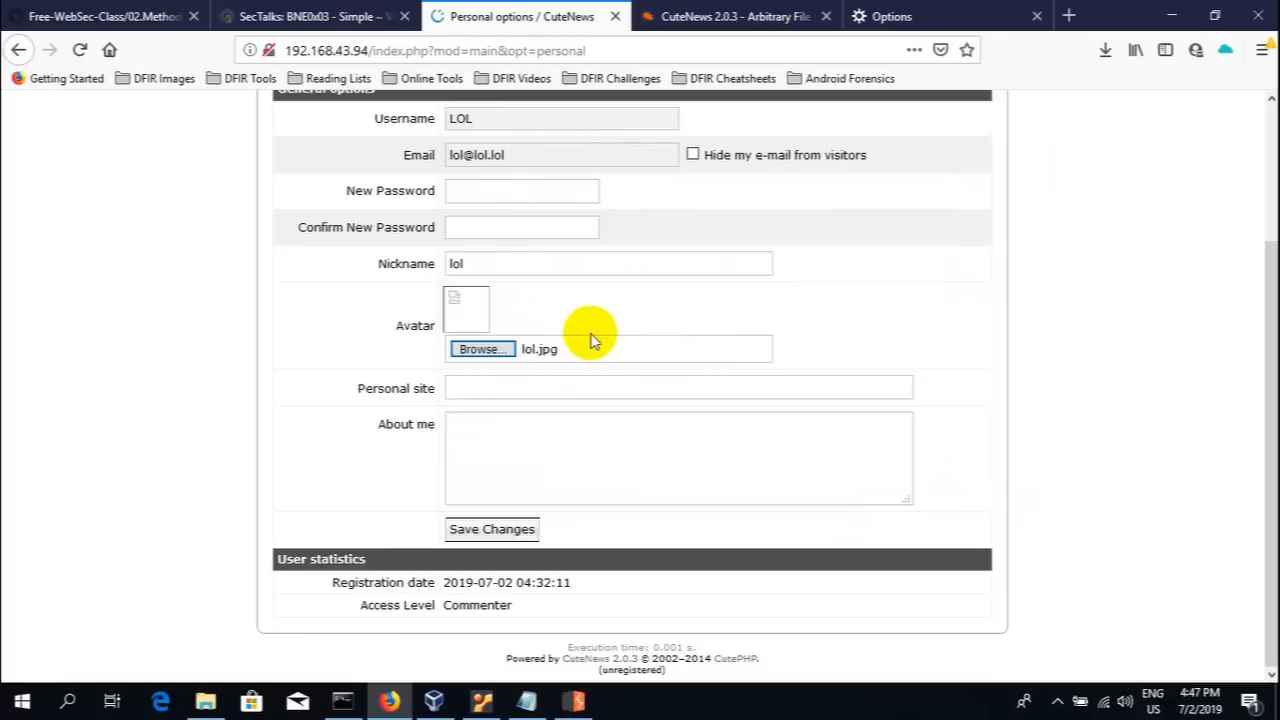 Free-WebSec-Class/02.Method SecTalks: BNE0x03 - Simple ~ Personal options / CuteNews CuteNews 2.0.3 - Arbitrary File Options
192.168.43.94/index.php?mod=main&opt=personal
Getting Started DFIR Images DFIR Tools Reading Lists Online Tools DFIR Videos DFIR Challenges DFIR Cheatsheets Android Forensics
General options
Username LOL
Email lol@lol.lol Hide my e-mail from visitors
New Password
Confirm New Password
Nickname lol
Avatar
Browse... lol.jpg
Personal site
About me
Save Changes
User statistics
Registration date 2019-07-02 04:32:11
Access Level Commenter
Execution time: 0.001 s.
Powered by CuteNews 2.0.3 © 2002–2014 CutePHP.
(unregistered)
ENG 4:47 PM
US 7/2/2019